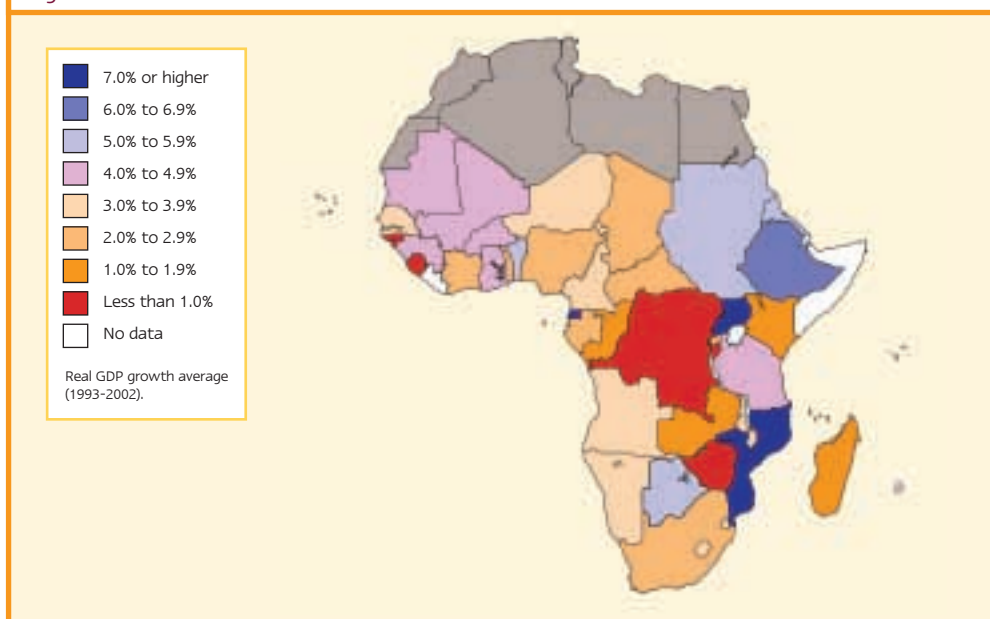 7.0% or higher
6.0% to 6.9%
5.0% to 5.9%
4.0% to 4.9%
3.0% to 3.9%
2.0% to 2.9%
1.0% to 1.9%
Less than 1.0%
No data
Real GDP growth average
(1993-2002).